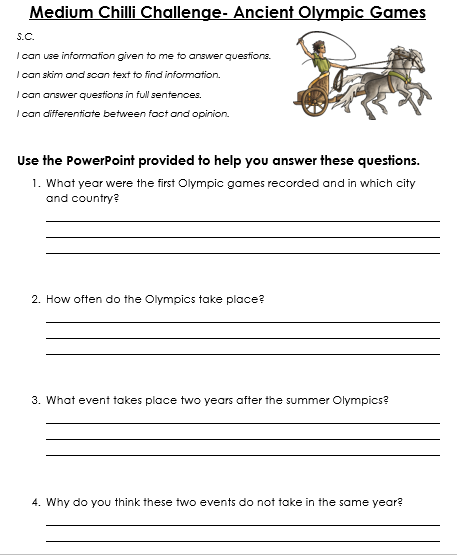 Medium Chilli Challenge- Ancient Olympic Games
S.C.
I can use information given to me to answer questions.
I can skim and scan text to find information.
I can answer questions in full sentences.
I can differentiate between fact and opinion.
Use the PowerPoint provided to help you answer these questions.
1. What year were the first Olympic games recorded and in which city
and country?
2. How often do the Olympics take place?
3. What event takes place two years after the summer Olympics?
4. Why do you think these two events do not take in the same year?